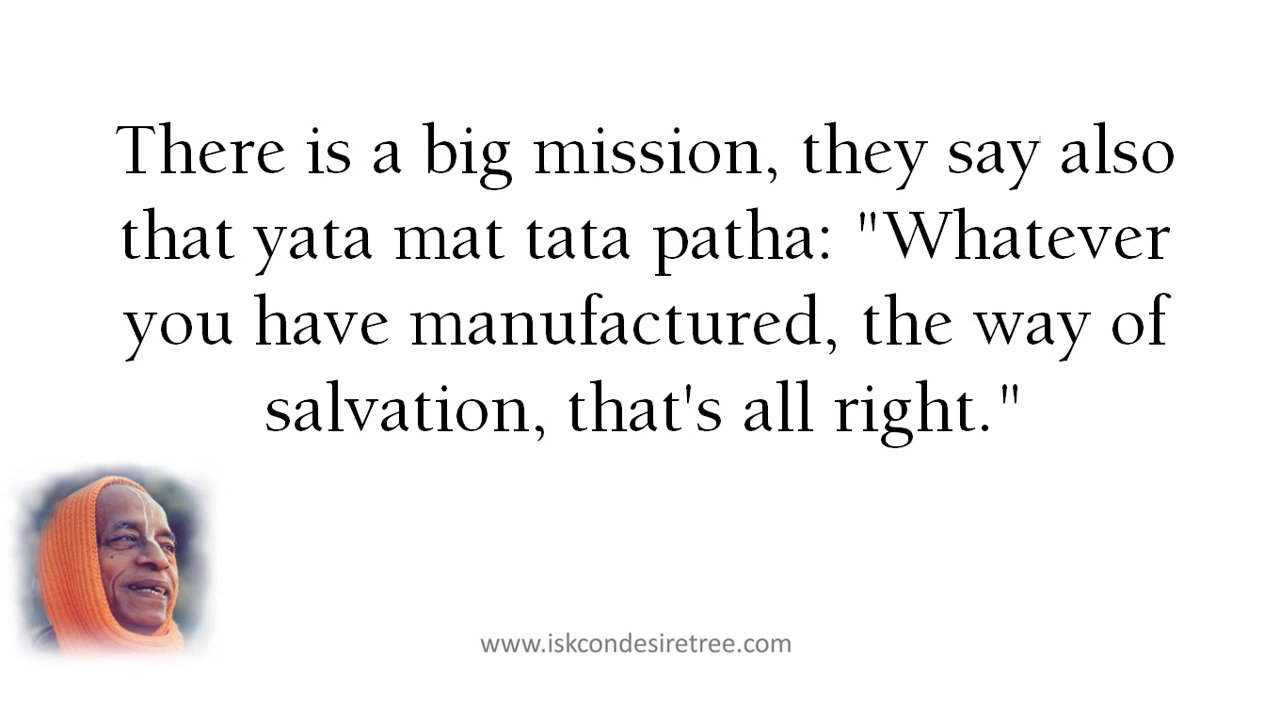 There is a big mission, they say also
that yata mat tata patha: "Whatever
you have manufactured, the way of
salvation, that's all right."
www.iskcondesiretree.com